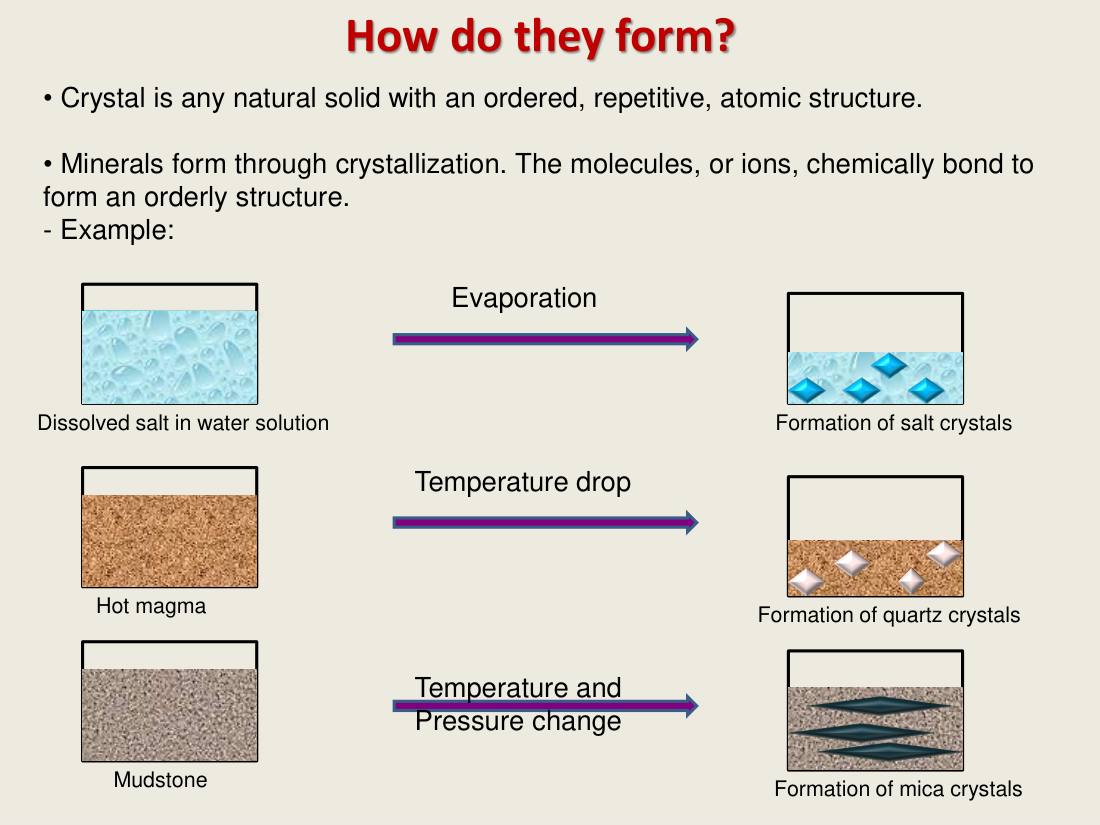 How do they form?
• Crystal is any natural solid with an ordered, repetitive, atomic structure.
• Minerals form through crystallization. The molecules, or ions, chemically bond to
form an orderly structure.
- Example:
Evaporation
Dissolved salt in water solution
Formation of salt crystals
Temperature drop
Hot magma
Formation of quartz crystals
Temperature and
Pressure change
Mudstone
Formation of mica crystals